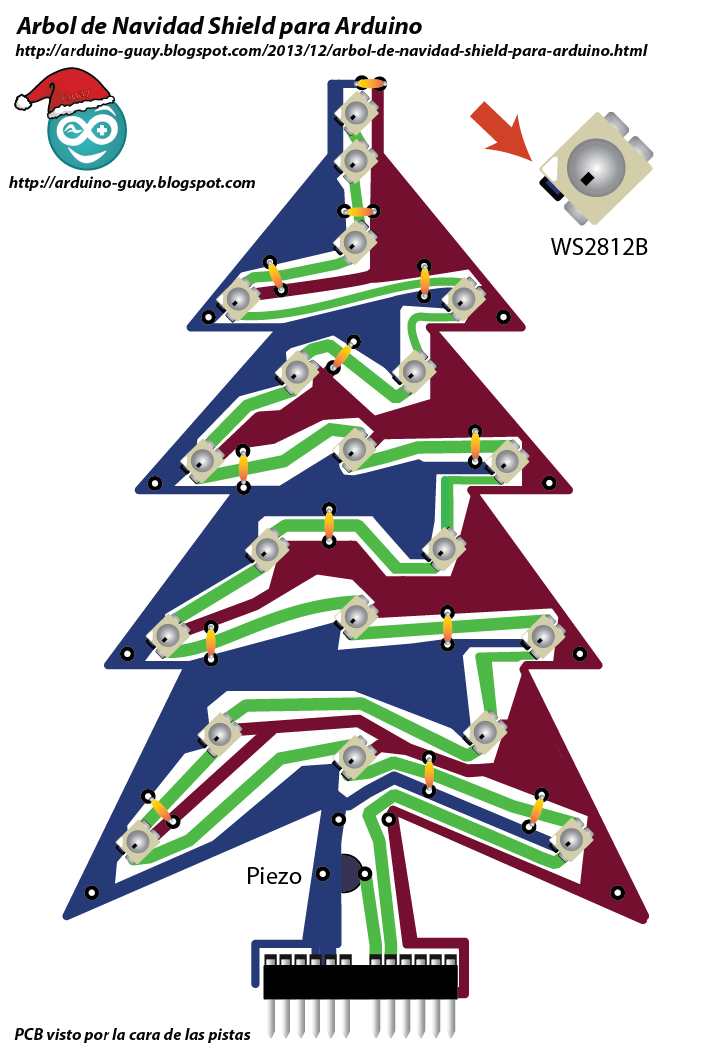 Arbol de Navidad Shield para Arduino
http://arduino-guay.blogspot.com/2013/12/arbol-de-navidad-shield-para-arduino.html
http://arduino-guay.blogspot.com
WS2812B
Piezo
PCB visto por la cara de las pistas